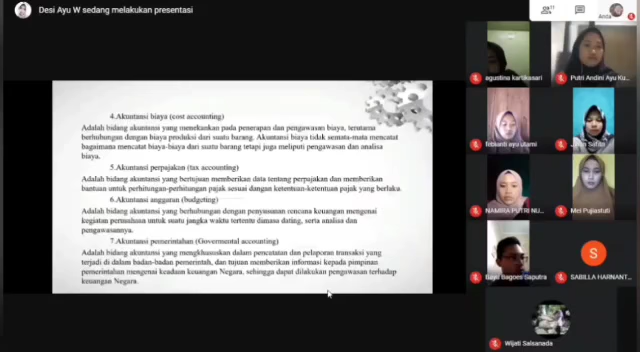 Desi Ayu W sedang melakukan presentasi
Anda
4.Akuntansi biaya (cost accounting)
Adalah bidang akuntansi yang menekankan pada penerapan dan pengawasan biaya, terutama
berhubungan dengan biaya produksi dari suatu barang. Akuntansi biaya tidak semata-mata mencatat
bagaimana mencatat biaya-biaya dari suatu barang tetapi juga meliputi pengawasan dan analisa
biaya.
5.Akuntansi perpajakan (tax accounting)
Adalah bidang akuntansi yang bertujuan memberikan data tentang perpajakan dan memberikan
bantuan untuk perhitungan-perhitungan pajak sesuai dengan ketentuan-ketentuan pajak yang berlaku.
6.Akuntansi anggaran (budgeting)
Adalah bidang akuntansi yang berhubungan dengan penyusunan rencana keuangan mengenai
kegiatan perusahaan untuk suatu jangka waktu tertentu dimasa dating, serta analisa dan
pengawasannya.
7.Akuntansi pemerintahan (Govermental accounting)
Adalah bidang akuntansi yang mengkhususkan dalam pencatatan dan pelaporan transaksi yang
terjadi di dalam badan-badan pemerintah, dan tujuan memberikan informasi kepada pimpinan
pemerintahan mengenai keadaan keuangan Negara, sehingga dapat dilakukan pengawasan terhadap
keuangan Negara.
agustina kartikasari
Putri Andini Ayu Ku...
febianti ayu utami
Safitri
NAMIRA PUTRI NU...
Mei Pujiastuti
Bagas Bagoes Saputra
S
SABILLA HARNANT...
Wijati Salsanada